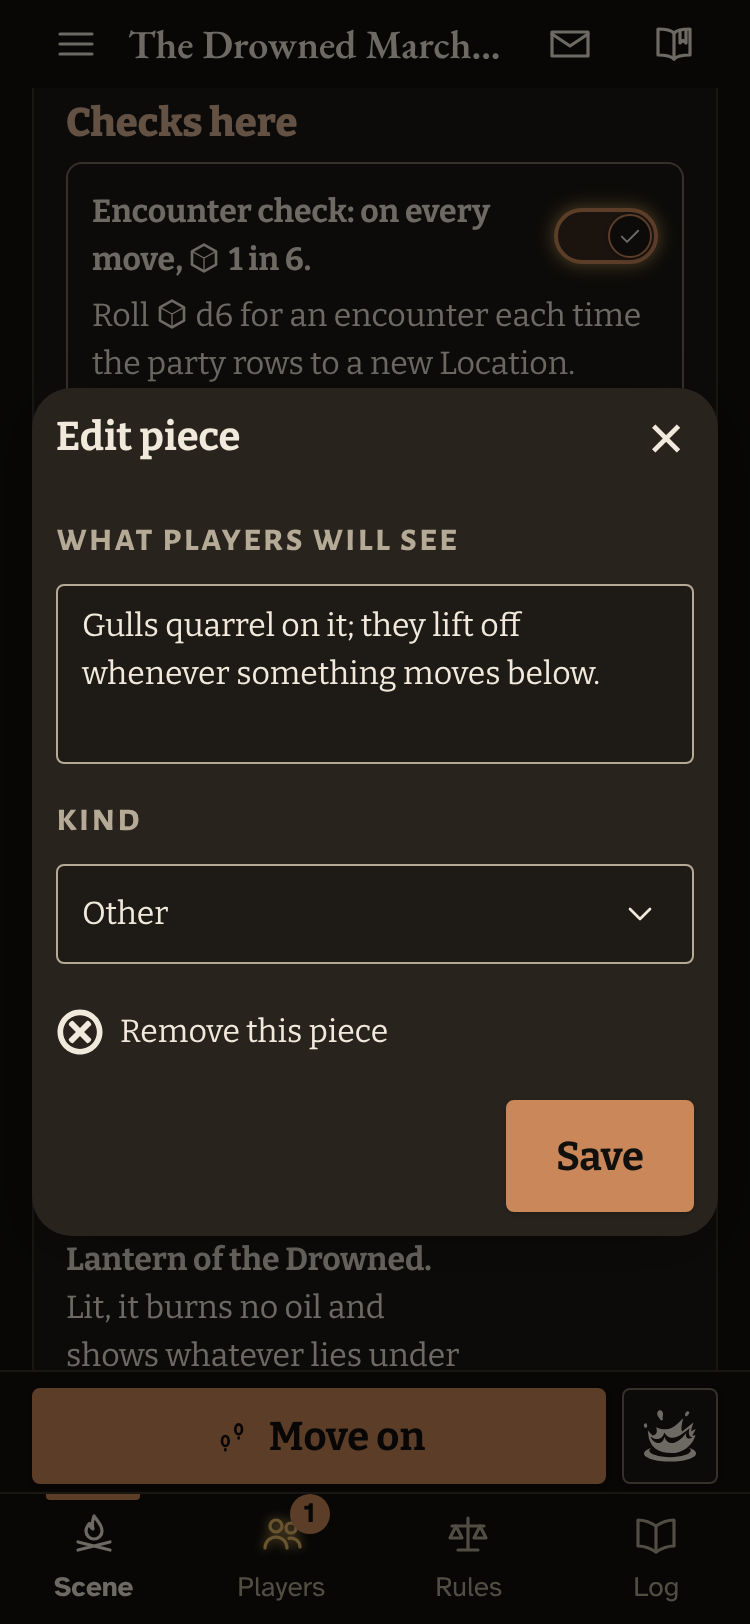 The Drowned March...
Checks here
Encounter check: on every
move, 1 in 6.
Roll d6 for an encounter each time
the party rows to a new Location.
Edit piece
WHAT PLAYERS WILL SEE
Gulls quarrel on it; they lift off
whenever something moves below.
KIND
Other
Remove this piece
Save
Lantern of the Drowned.
Lit, it burns no oil and
shows whatever lies under
Move on
1
Scene
Players
Rules
Log